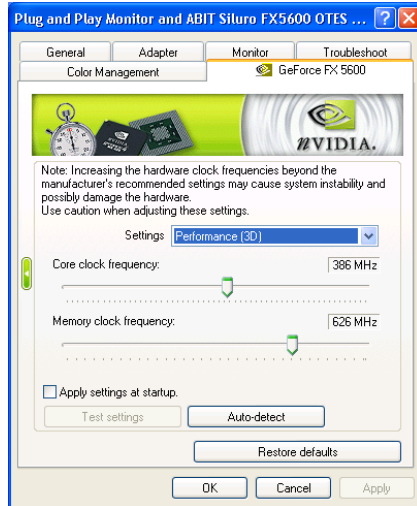 Plug and Play Monitor and ABIT Siluro FX5600 OTES ...
General Adapter Monitor Troubleshoot
Color Management GeForce FX 5600
nVIDIA.
Note: Increasing the hardware clock frequencies beyond the
manufacturer's recommended settings may cause system instability and
possibly damage the hardware.
Use caution when adjusting these settings.
Settings Performance (3D)
Core clock frequency: 386 MHz
Memory clock frequency: 626 MHz
Apply settings at startup.
Test settings Auto-detect
Restore defaults
OK Cancel Apply